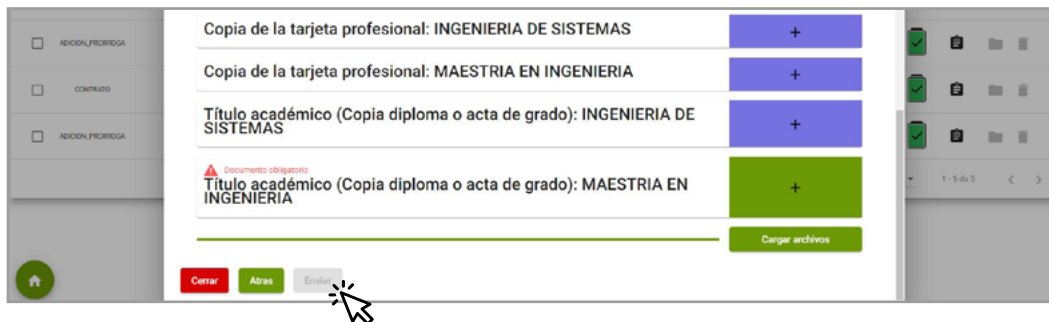 Copia de la tarjeta profesional: INGENIERIA DE SISTEMAS
+
ADICION_PRORROGA
Copia de la tarjeta profesional: MAESTRIA EN INGENIERIA
+
CONTRATO
Título académico (Copia diploma o acta de grado): INGENIERIA DE
SISTEMAS
+
ADICION_PRORROGA
Documento obligatorio
Título académico (Copia diploma o acta de grado): MAESTRIA EN
INGENIERIA
+
1 - 5 de 5
Cargar archivos
Cerrar
Atras
Enviar